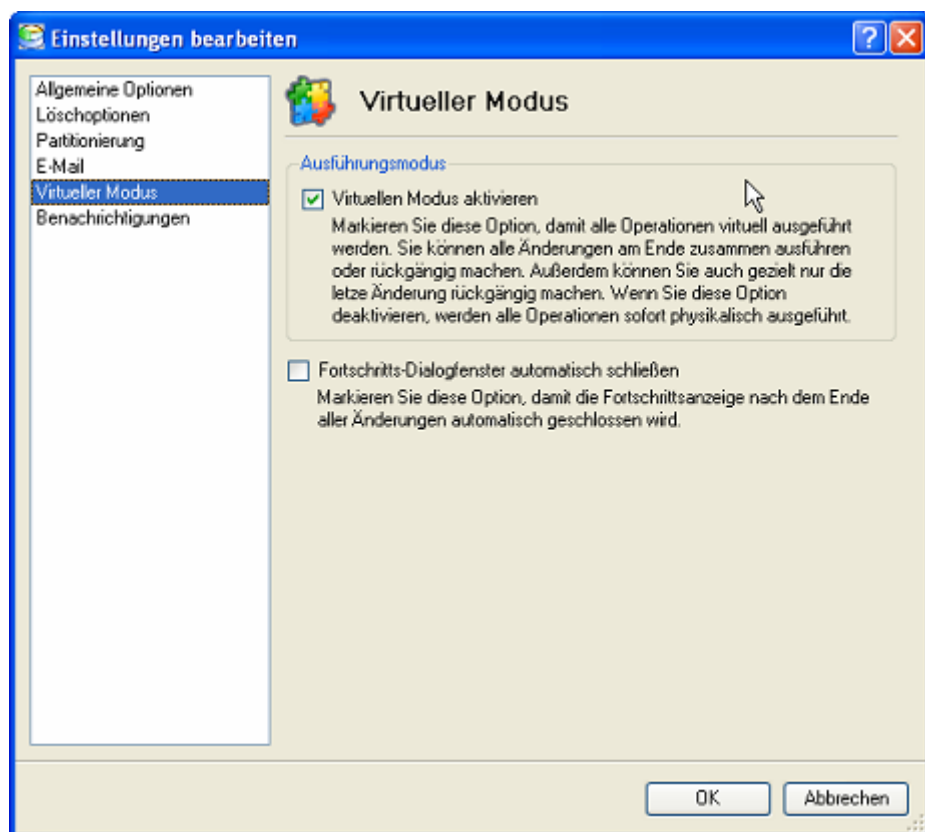 Einstellungen bearbeiten
Allgemeine Optionen
Löschoptionen
Partitionierung
E-Mail
Virtueller Modus
Benachrichtigungen
Virtueller Modus
Ausführungsmodus
Virtuellen Modus aktivieren
Markieren Sie diese Option, damit alle Operationen virtuell ausgeführt
werden. Sie können alle Änderungen am Ende zusammen ausführen
oder rückgängig machen. Außerdem können Sie auch gezielt nur die
letze Änderung rückgängig machen. Wenn Sie diese Option
deaktivieren, werden alle Operationen sofort physikalisch ausgeführt.
Fortschritts-Dialogfenster automatisch schließen
Markieren Sie diese Option, damit die Fortschrittsanzeige nach dem Ende
aller Änderungen automatisch geschlossen wird.
OK
Abbrechen